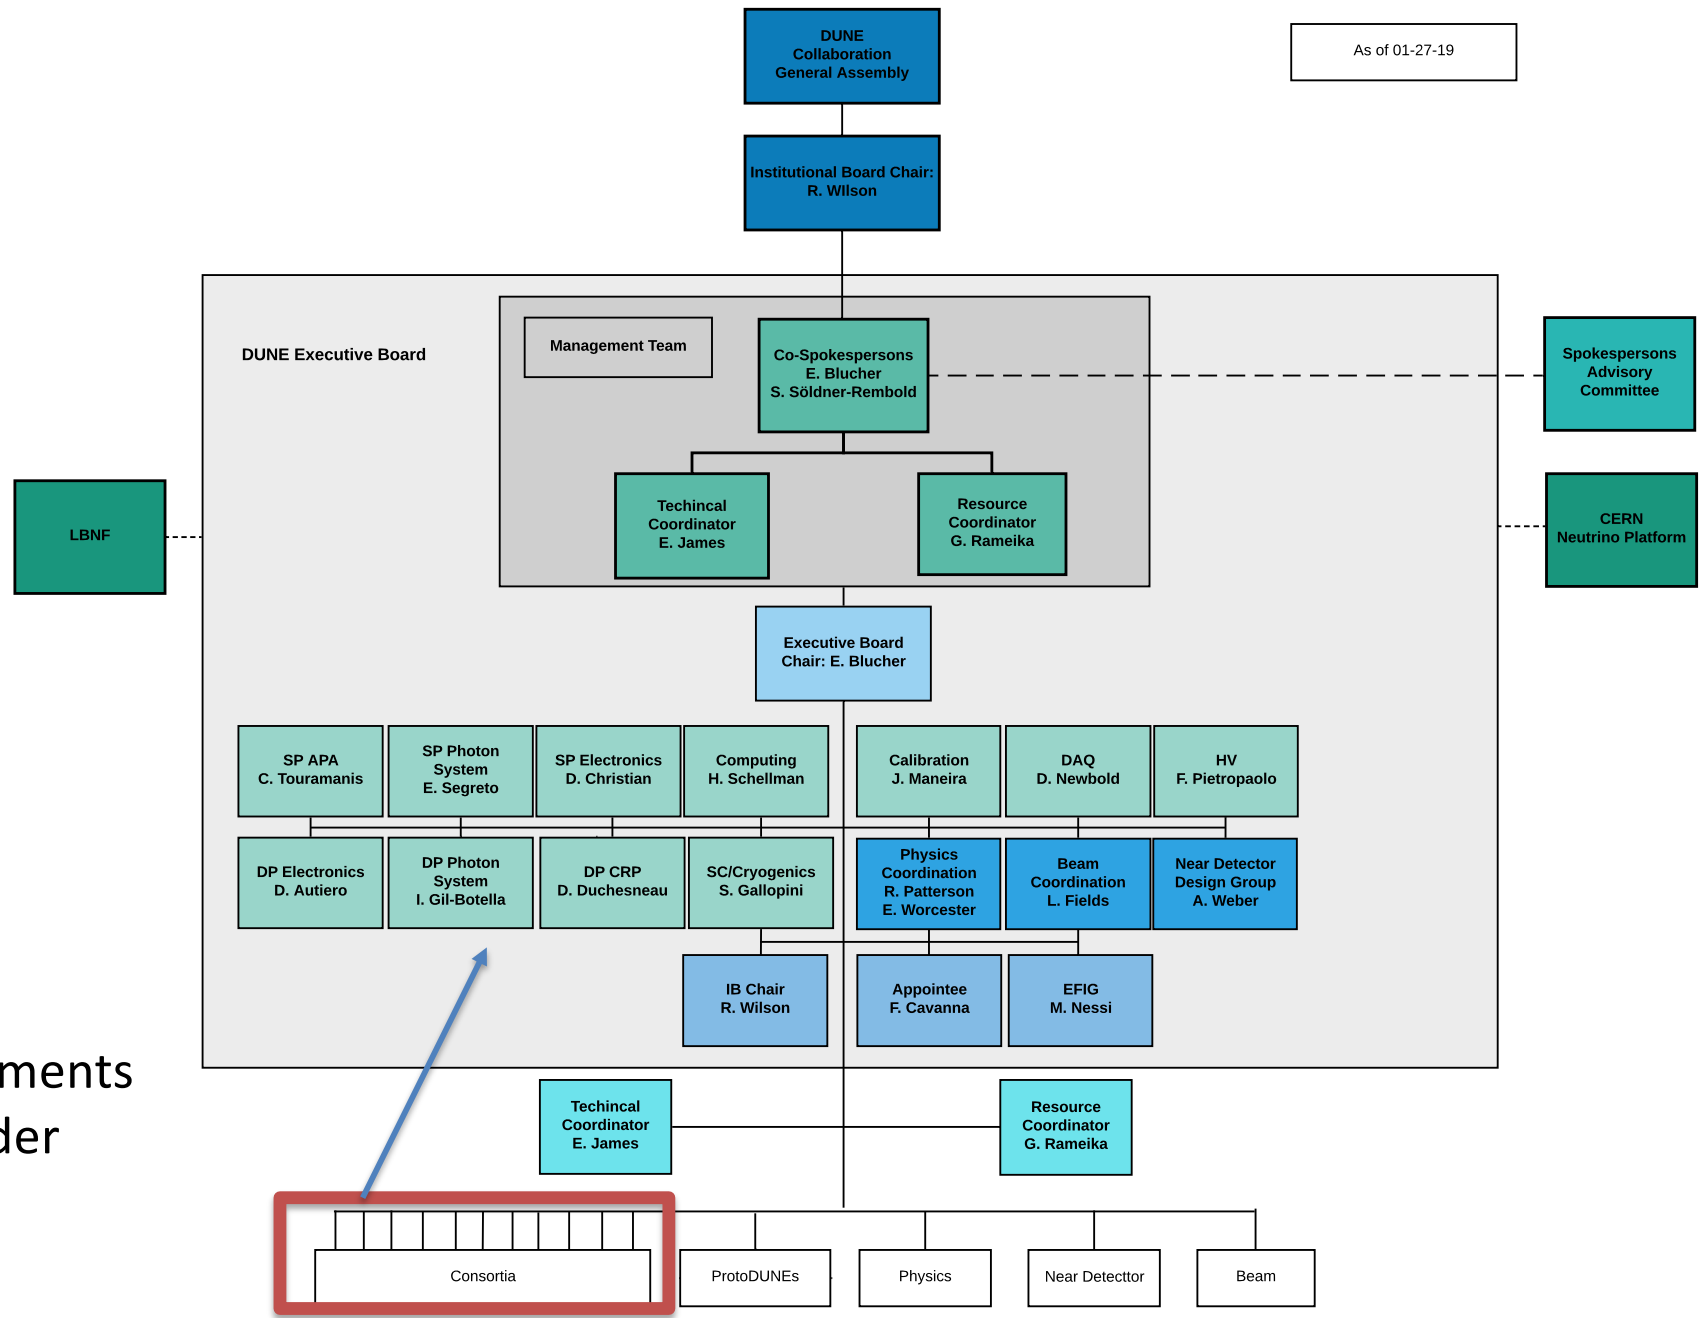 DUNE
Collaboration
General Assembly
As of 01-27-19
Institutional Board Chair:
R. WIlson
DUNE Executive Board
Management Team
Co-Spokespersons
E. Blucher
S. Söldner-Rembold
Spokespersons
Advisory
Committee
LBNF
Techincal
Coordinator
E. James
Resource
Coordinator
G. Rameika
CERN
Neutrino Platform
Executive Board
Chair: E. Blucher
SP APA
C. Touramanis
SP Photon
System
E. Segreto
SP Electronics
D. Christian
Computing
H. Schellman
Calibration
J. Maneira
DAQ
D. Newbold
HV
F. Pietropaolo
DP Electronics
D. Autiero
DP Photon
System
I. Gil-Botella
DP CRP
D. Duchesneau
SC/Cryogenics
S. Gallopini
Physics
Coordination
R. Patterson
E. Worcester
Beam
Coordination
L. Fields
Near Detector
Design Group
A. Weber
IB Chair
R. Wilson
Appointee
F. Cavanna
EFIG
M. Nessi
ments
der
Techincal
Coordinator
E. James
Resource
Coordinator
G. Rameika
Consortia
ProtoDUNEs
Physics
Near Detecttor
Beam